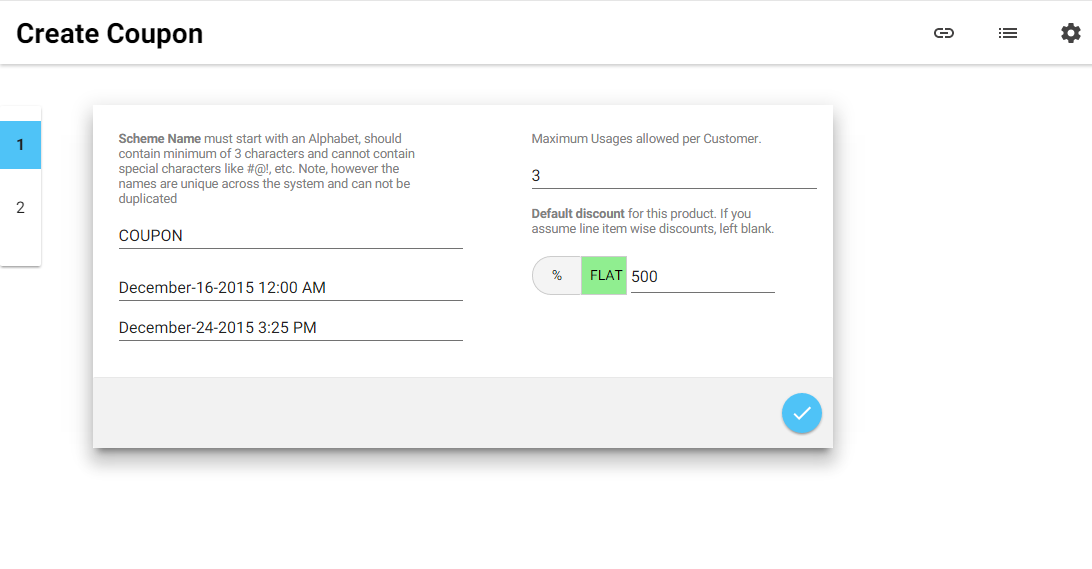 Create Coupon
1
2
Scheme Name must start with an Alphabet, should
contain minimum of 3 characters and cannot contain
special characters like #@!, etc. Note, however the
names are unique across the system and can not be
duplicated
COUPON
December-16-2015 12:00 AM
December-24-2015 3:25 PM
Maximum Usages allowed per Customer.
3
Default discount for this product. If you
assume line item wise discounts, left blank.
% FLAT 500